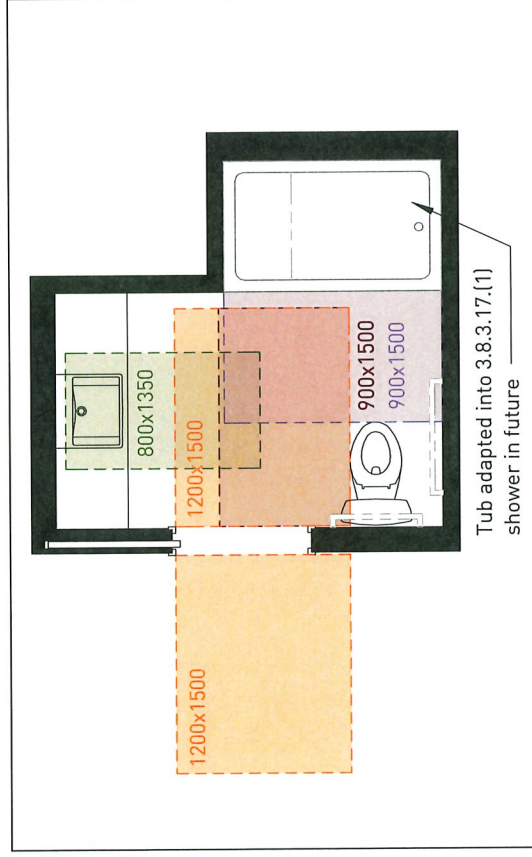 800x1350
1200x1500
1200x1500
900x1500
900x1500
Tub adapted into 3.8.3.17.(1)
shower in future